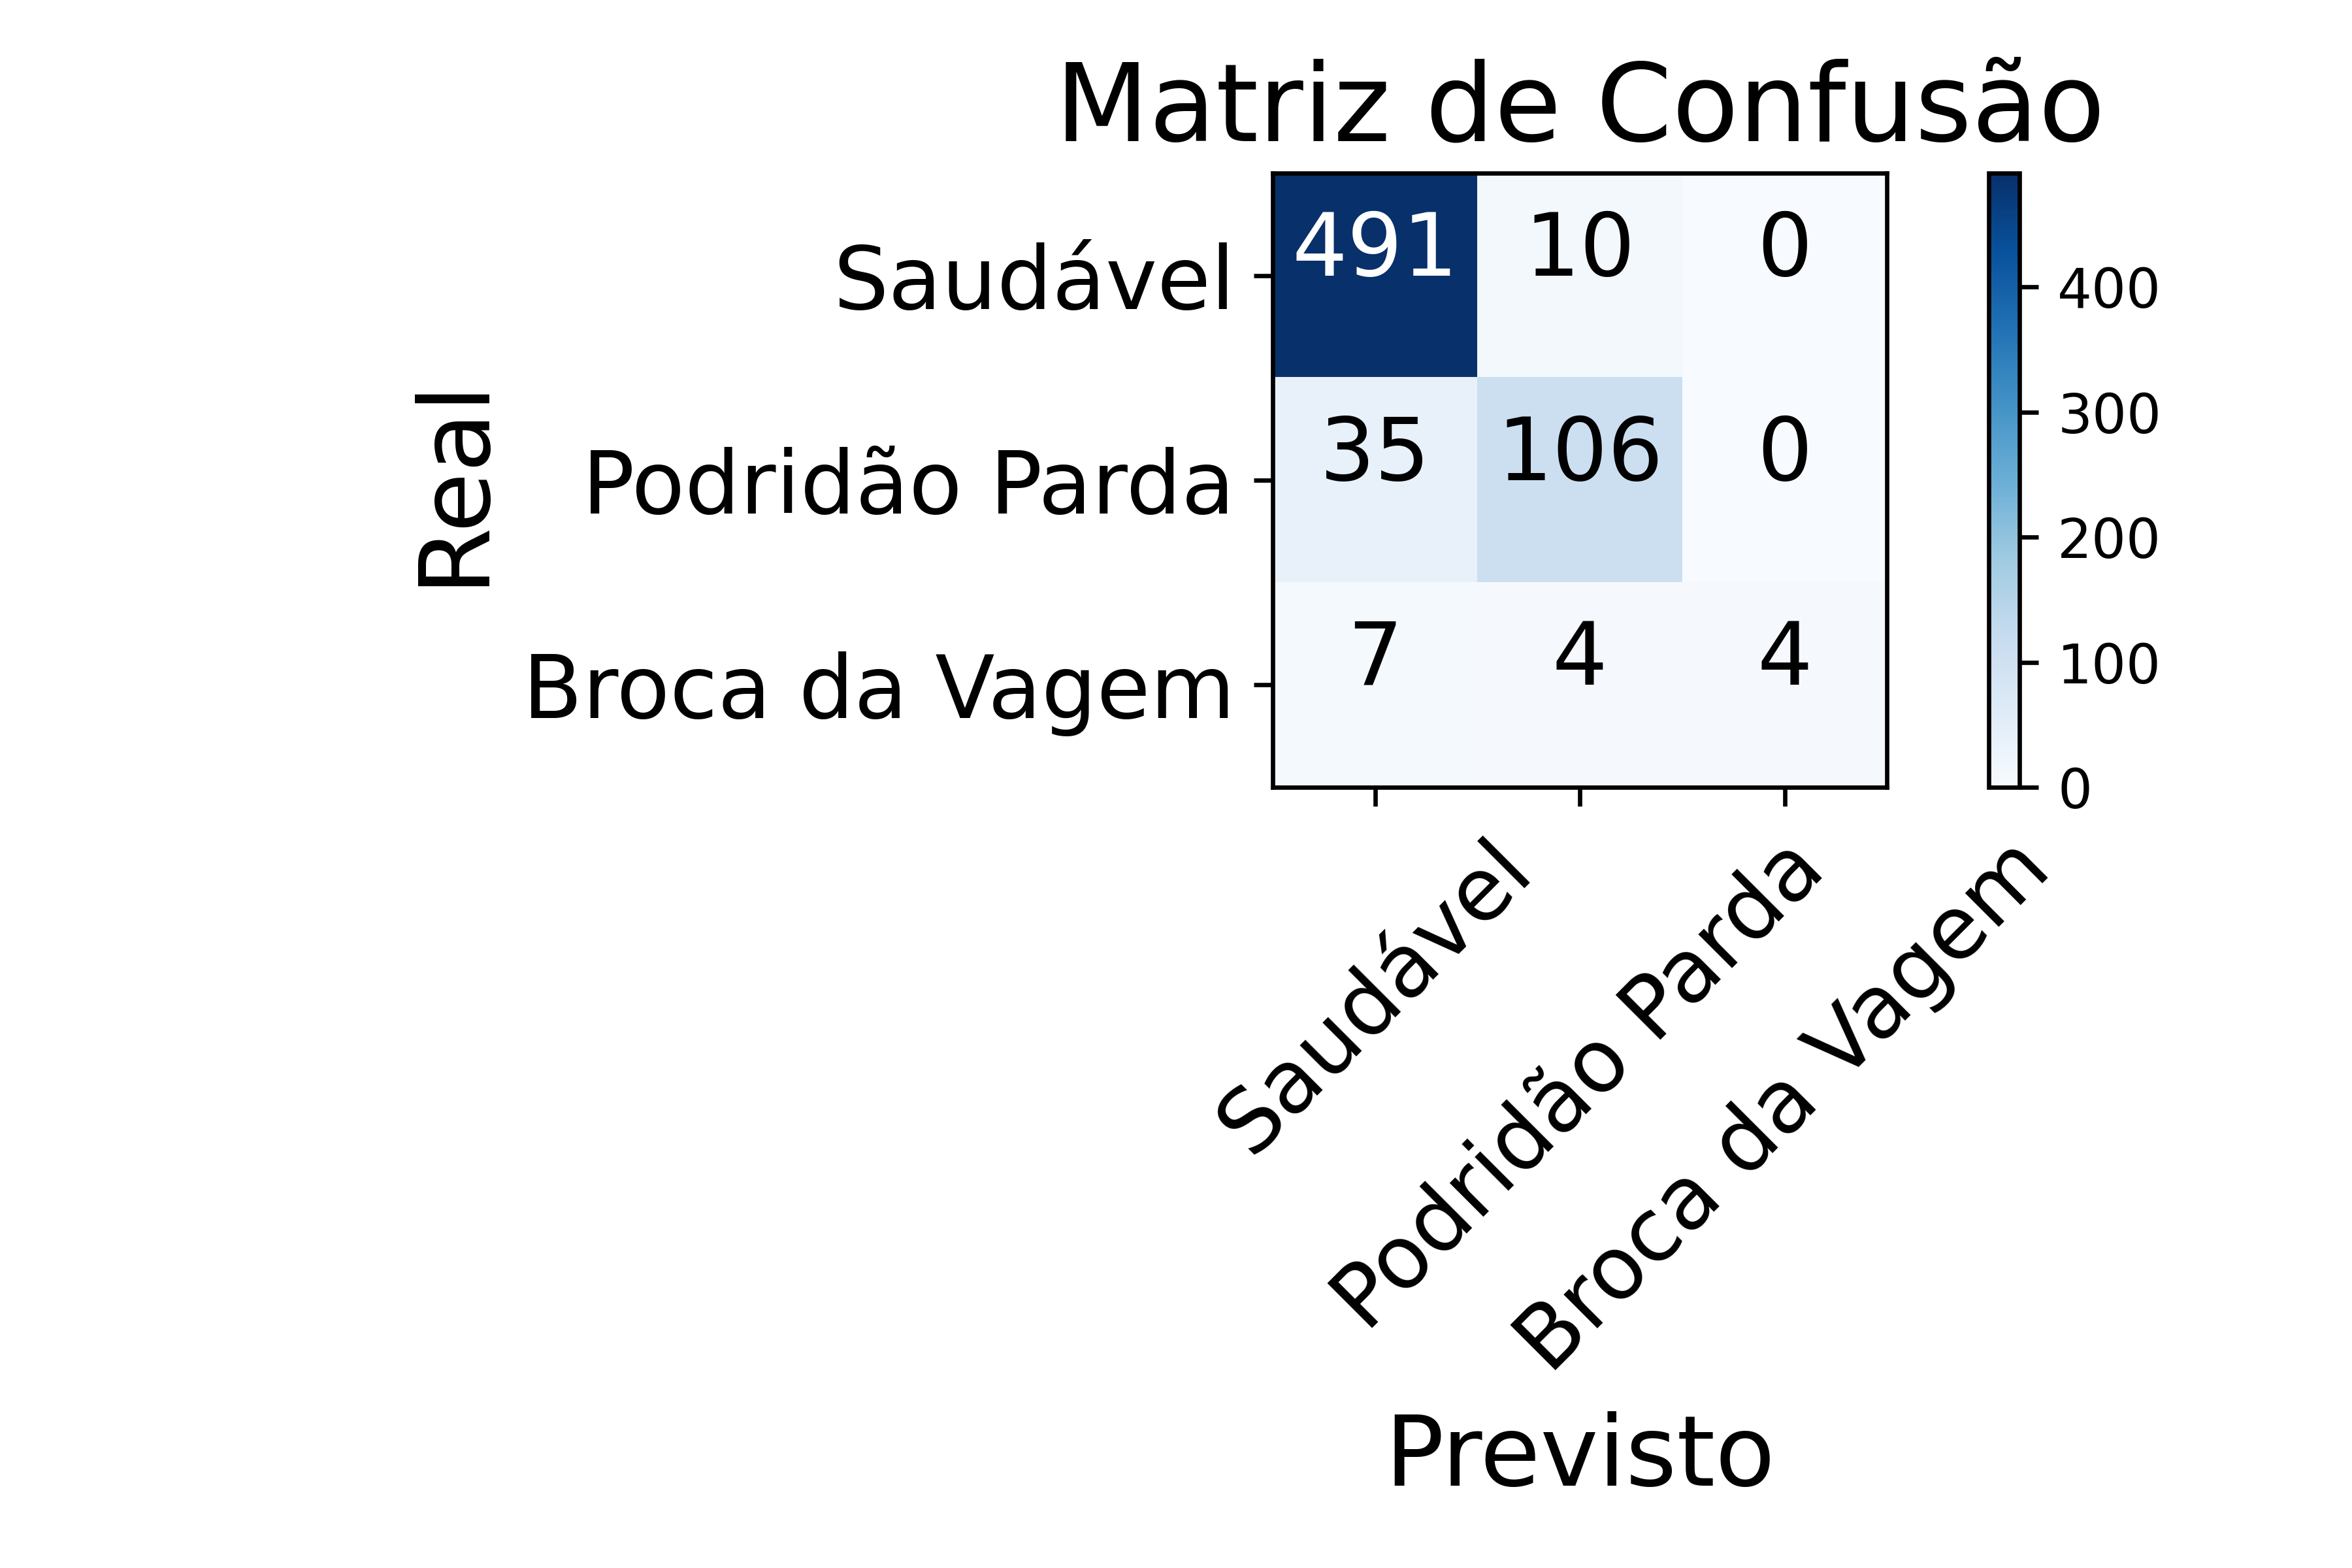 Matriz de Confusão
Real
Saudável
491 10 0
Podridão Parda
35 106 0
Broca da Vagem
7 4 4
400
300
200
100
0
Saudável
Podridão Parda
Broca da Vagem
Previsto